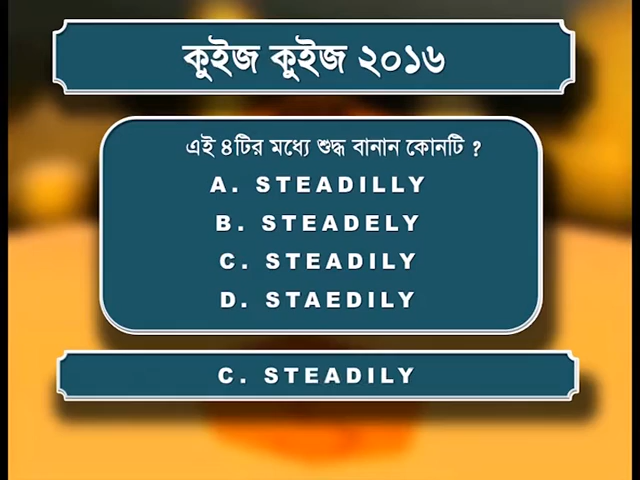 কুইজ কুইজ ২০১৬
এই ৪টির মধ্যে শুদ্ধ বানান কোনটি ?
A. STEADILLY
B. STEADELY
C. STEADILY
D. STAEDILY
C. STEADILY